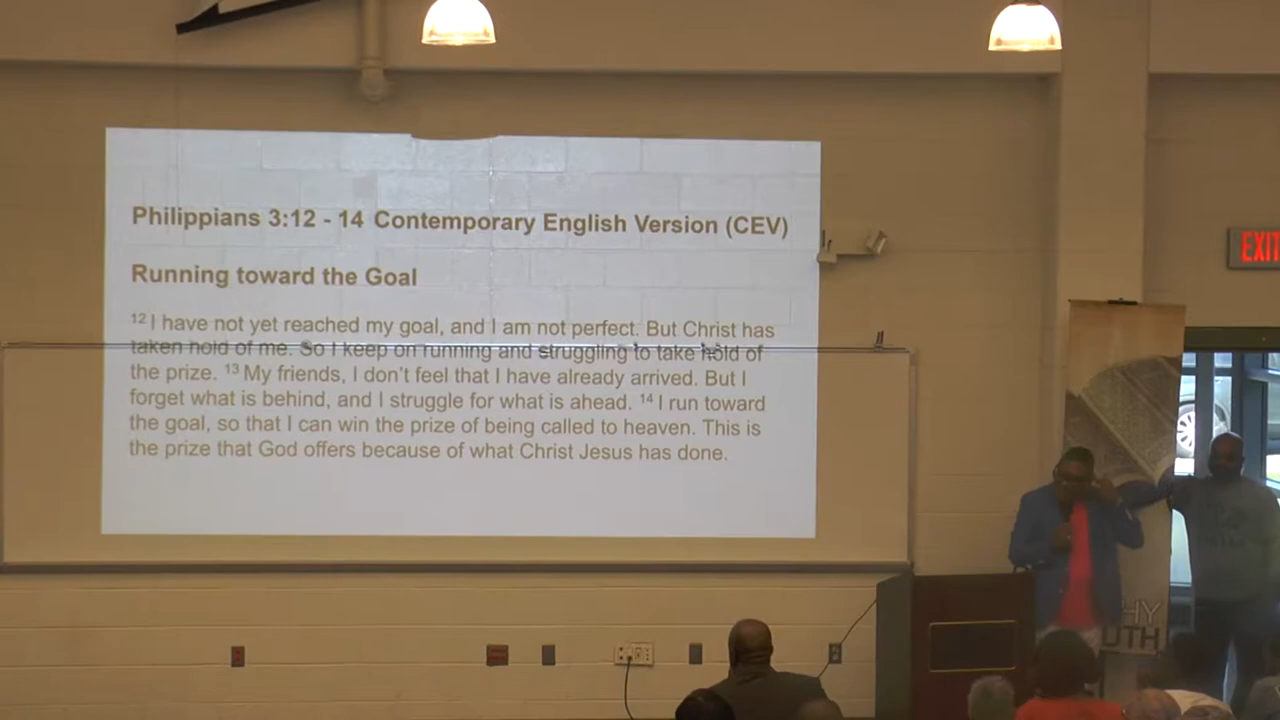 Philippians 3:12 - 14 Contemporary English Version (CEV)
Running toward the Goal
¹² I have not yet reached my goal, and I am not perfect. But Christ has
taken hold of me. So I keep on running and struggling to take hold of
the prize. ¹³ My friends, I don't feel that I have already arrived. But I
forget what is behind, and I struggle for what is ahead. ¹⁴ I run toward
the goal, so that I can win the prize of being called to heaven. This is
the prize that God offers because of what Christ Jesus has done.
EXIT